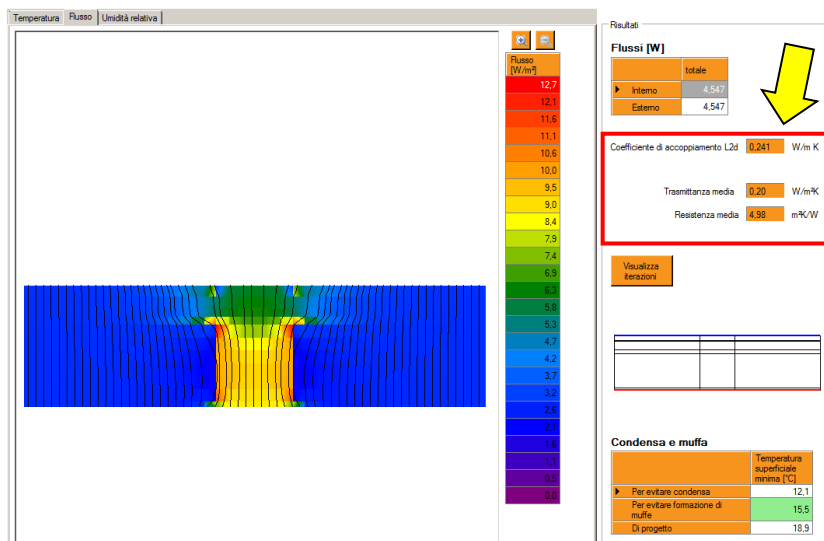 Temperatura Flusso Umidità relativa
Flusso
[W/m²]
12,7
12,1
11,6
11,1
10,6
10,0
9,5
9,0
8,4
7,9
7,4
6,9
6,3
5,8
5,3
4,7
4,2
3,7
3,2
2,6
2,1
1,6
1,1
0,5
0,0
Risultati
Flussi [W]
totale
Interno 4,547
Esterno 4,547
Coefficiente di accoppiamento L2d 0,241 W/m K
Trasmittanza media 0,20 W/m²K
Resistenza media 4,98 m²K/W
Visualizza
iterazioni
Condensa e muffa
Temperatura
superficiale
minima [°C]
Per evitare condensa 12,1
Per evitare formazione di
muffe 15,5
Di progetto 18,9